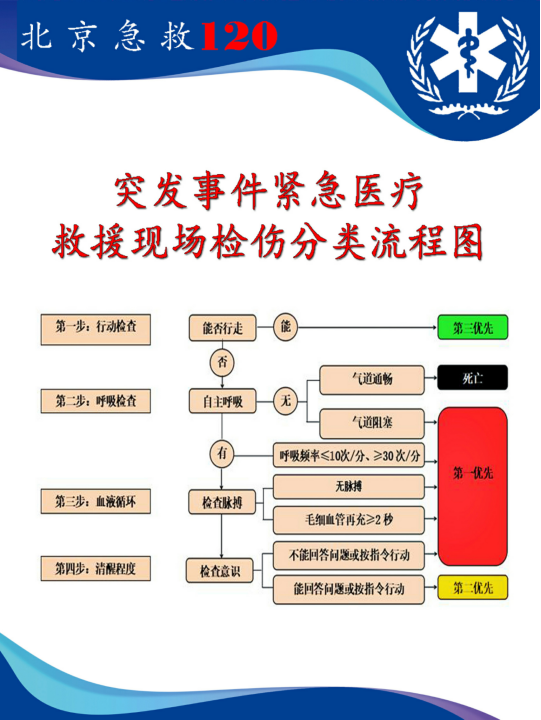 北京急救120
突发事件紧急医疗
救援现场检伤分类流程图
第一步：行动检查
能否行走
能
第三优先
否
第二步：呼吸检查
自主呼吸
无
气道通畅
死亡
气道阻塞
第一优先
有
呼吸频率≤10次/分、≥30次/分
第三步：血液循环
检查脉搏
无脉搏
毛细血管再充≥2秒
第四步：清醒程度
检查意识
不能回答问题或按指令行动
能回答问题或按指令行动
第二优先